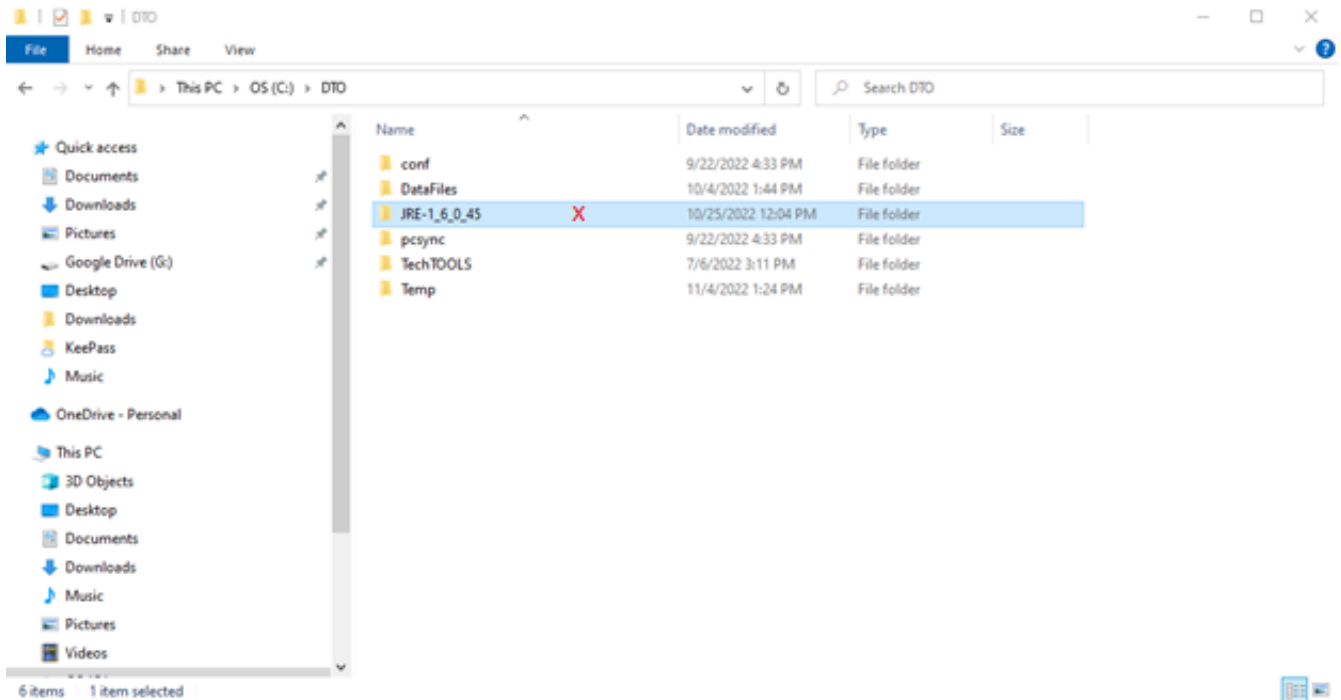 DTO
File Home Share View
This PC > OS (C:) > DTO
Search DTO
Name Date modified Type Size
Quick access
Documents
Downloads
Pictures
Google Drive (G:)
Desktop
Downloads
KeePass
Music
OneDrive - Personal
This PC
3D Objects
Desktop
Documents
Downloads
Music
Pictures
Videos
conf 9/22/2022 4:33 PM File folder
DataFiles 10/4/2022 1:44 PM File folder
JRE-1_6_0_45 X 10/25/2022 12:04 PM File folder
pcsync 9/22/2022 4:33 PM File folder
TechTOOLS 7/6/2022 3:11 PM File folder
Temp 11/4/2022 1:24 PM File folder
6 items 1 item selected